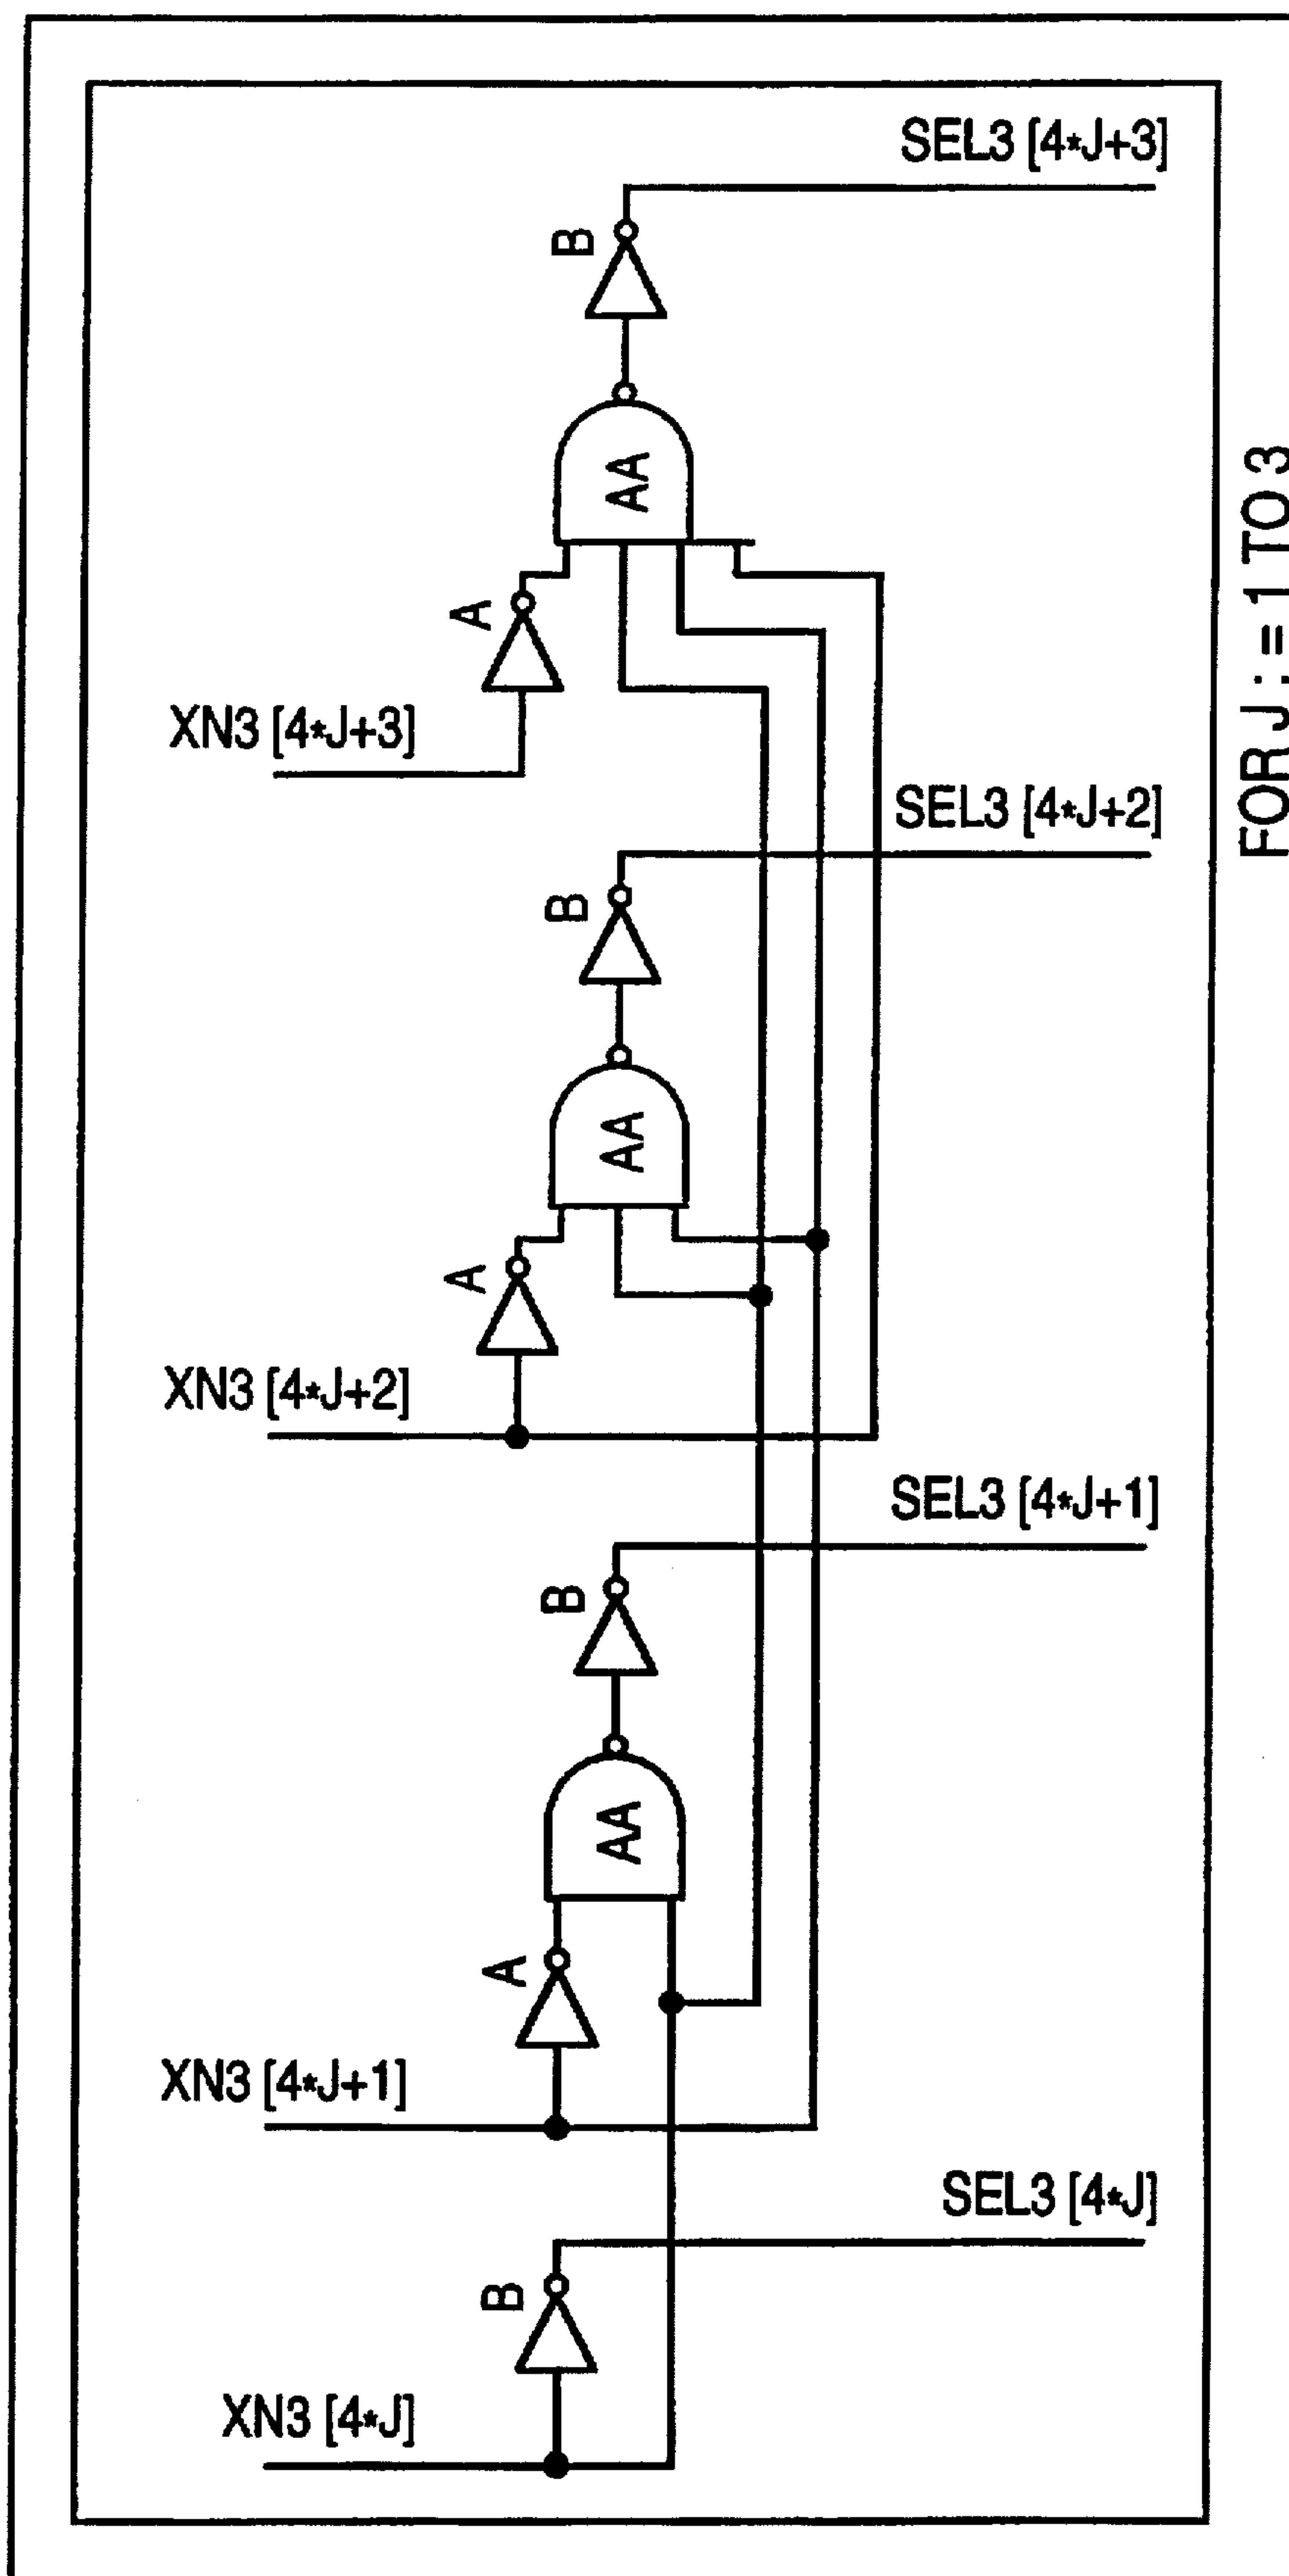 SEL3 [4*J+3]
B
AA
A
XN3 [4*J+3]
SEL3 [4*J+2]
B
AA
A
XN3 [4*J+2]
SEL3 [4*J+1]
B
AA
A
XN3 [4*J+1]
SEL3 [4*J]
B
XN3 [4*J]
FOR J : = 1 TO 3